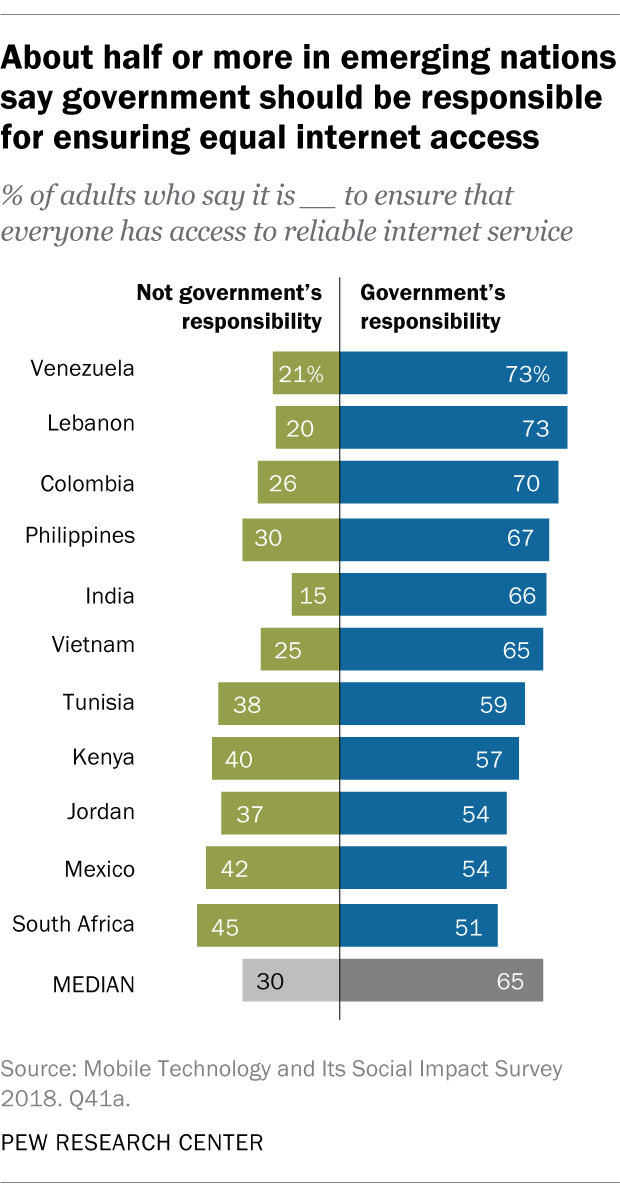 About half or more in emerging nations
say government should be responsible
for ensuring equal internet access
% of adults who say it is __ to ensure that
everyone has access to reliable internet service
Not government's responsibility
Government's responsibility
Venezuela 21% 73%
Lebanon 20 73
Colombia 26 70
Philippines 30 67
India 15 66
Vietnam 25 65
Tunisia 38 59
Kenya 40 57
Jordan 37 54
Mexico 42 54
South Africa 45 51
MEDIAN 30 65
Source: Mobile Technology and Its Social Impact Survey
2018. Q41a.
PEW RESEARCH CENTER